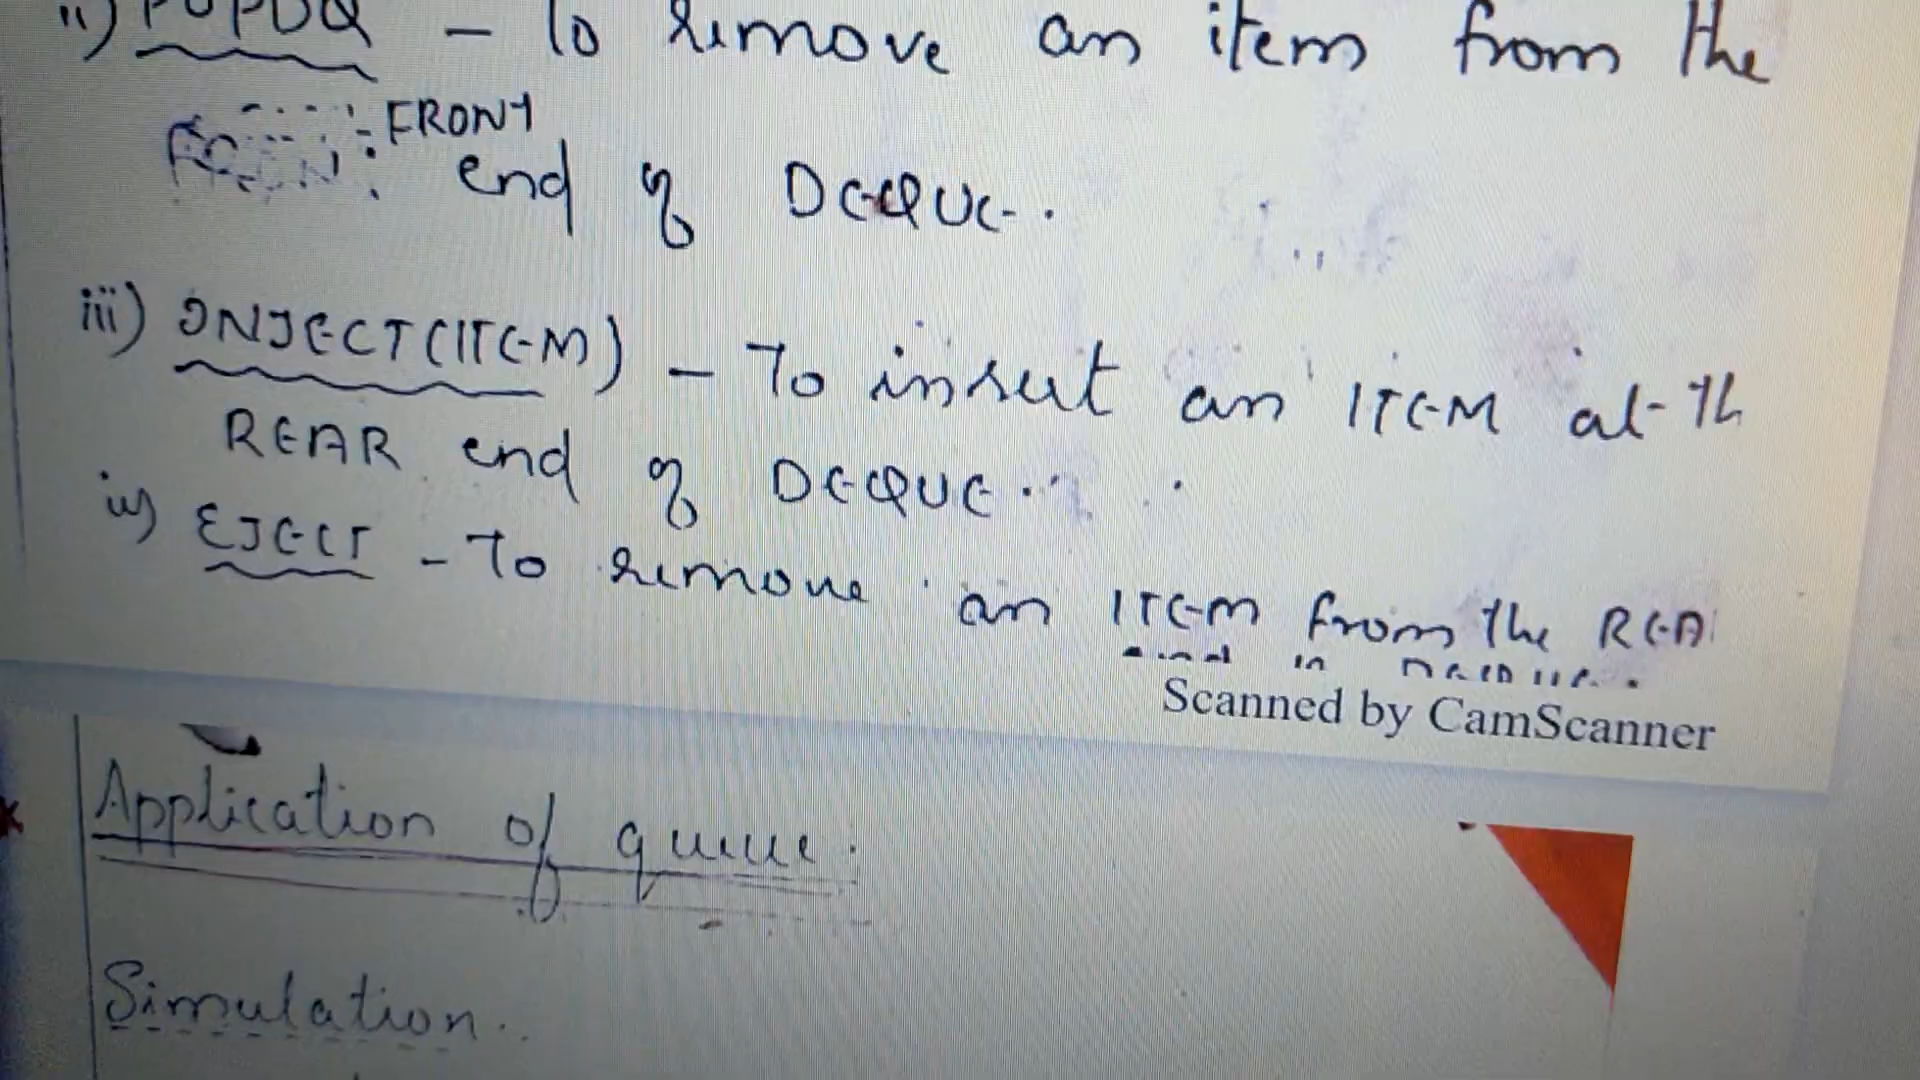 ii) POPDQ - To remove an item from the
FRONT
end of DEQUE.
iii) INJECT(ITEM) - To insert an ITEM at th
REAR end of DEQUE.
iv) EJECT - To remove an ITEM from the REA
Scanned by CamScanner
Application of queue.
Simulation.